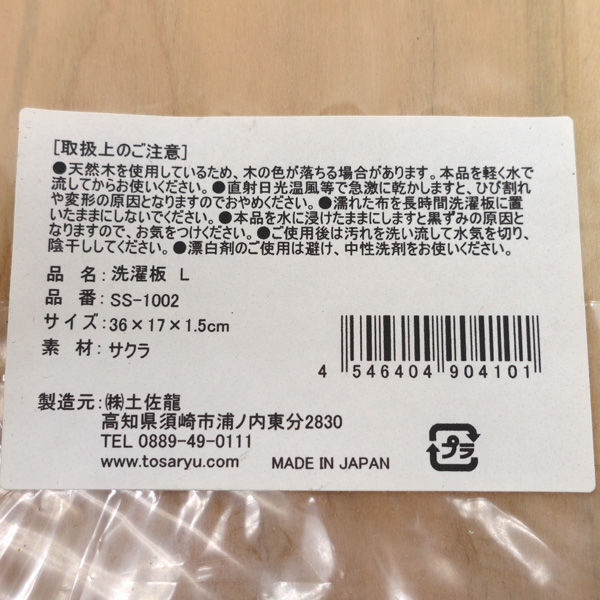 [取扱上のご注意]
●天然木を使用しているため、木の色が落ちる場合があります。本品を軽く水で
流してからお使いください。●直射日光温風等で急激に乾かしますと、ひび割れ
や変形の原因となりますのでおやめください。●濡れた布を長時間洗濯板に置
いたままにしないでください。●本品を水に浸けたままにしますと黒ずみの原因と
なりますので、お気をつけください。●ご使用後は汚れを洗い流して水気を切り、
陰干ししてください。●漂白剤のご使用は避け、中性洗剤をお使いください。
品 名:洗濯板 L
品 番:SS-1002
サイズ:36×17×1.5cm
素 材:サクラ
4 546404 904101
製造元:㈱土佐龍
高知県須崎市浦ノ内東分2830
TEL 0889-49-0111
www.tosaryu.com MADE IN JAPAN
プラ